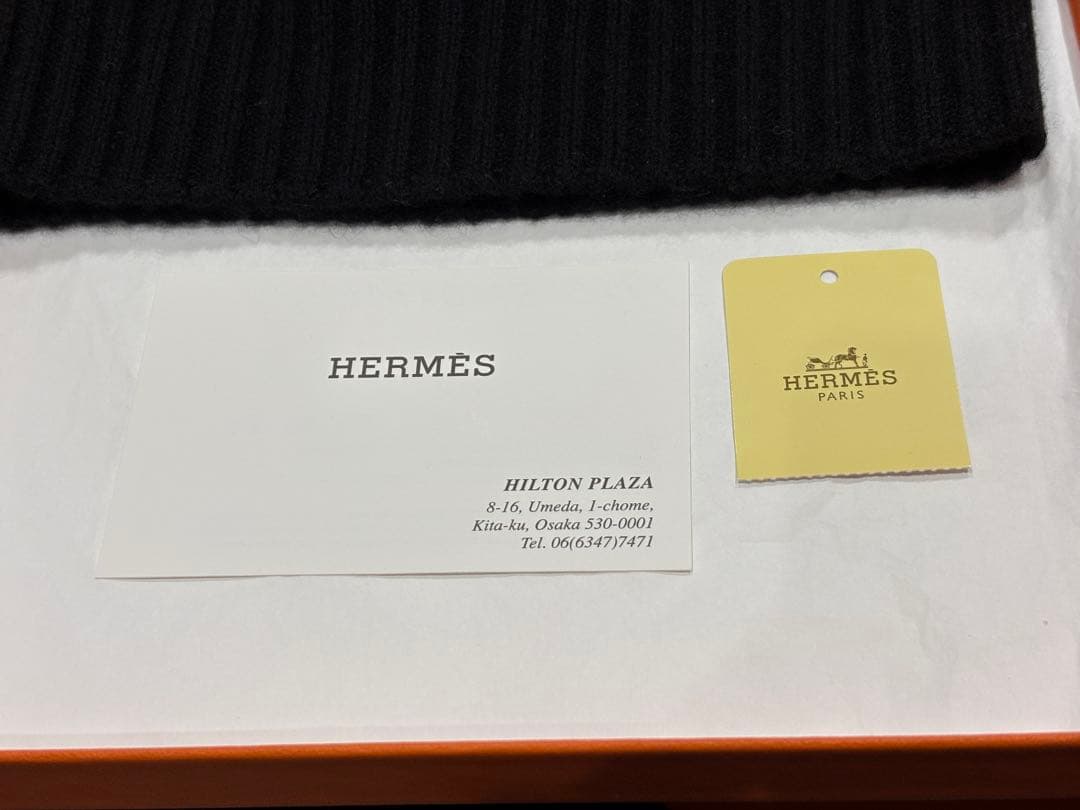 HERMÈS
HILTON PLAZA
8-16, Umeda, 1-chome,
Kita-ku, Osaka 530-0001
Tel. 06(6347)7471
HERMÈS
PARIS